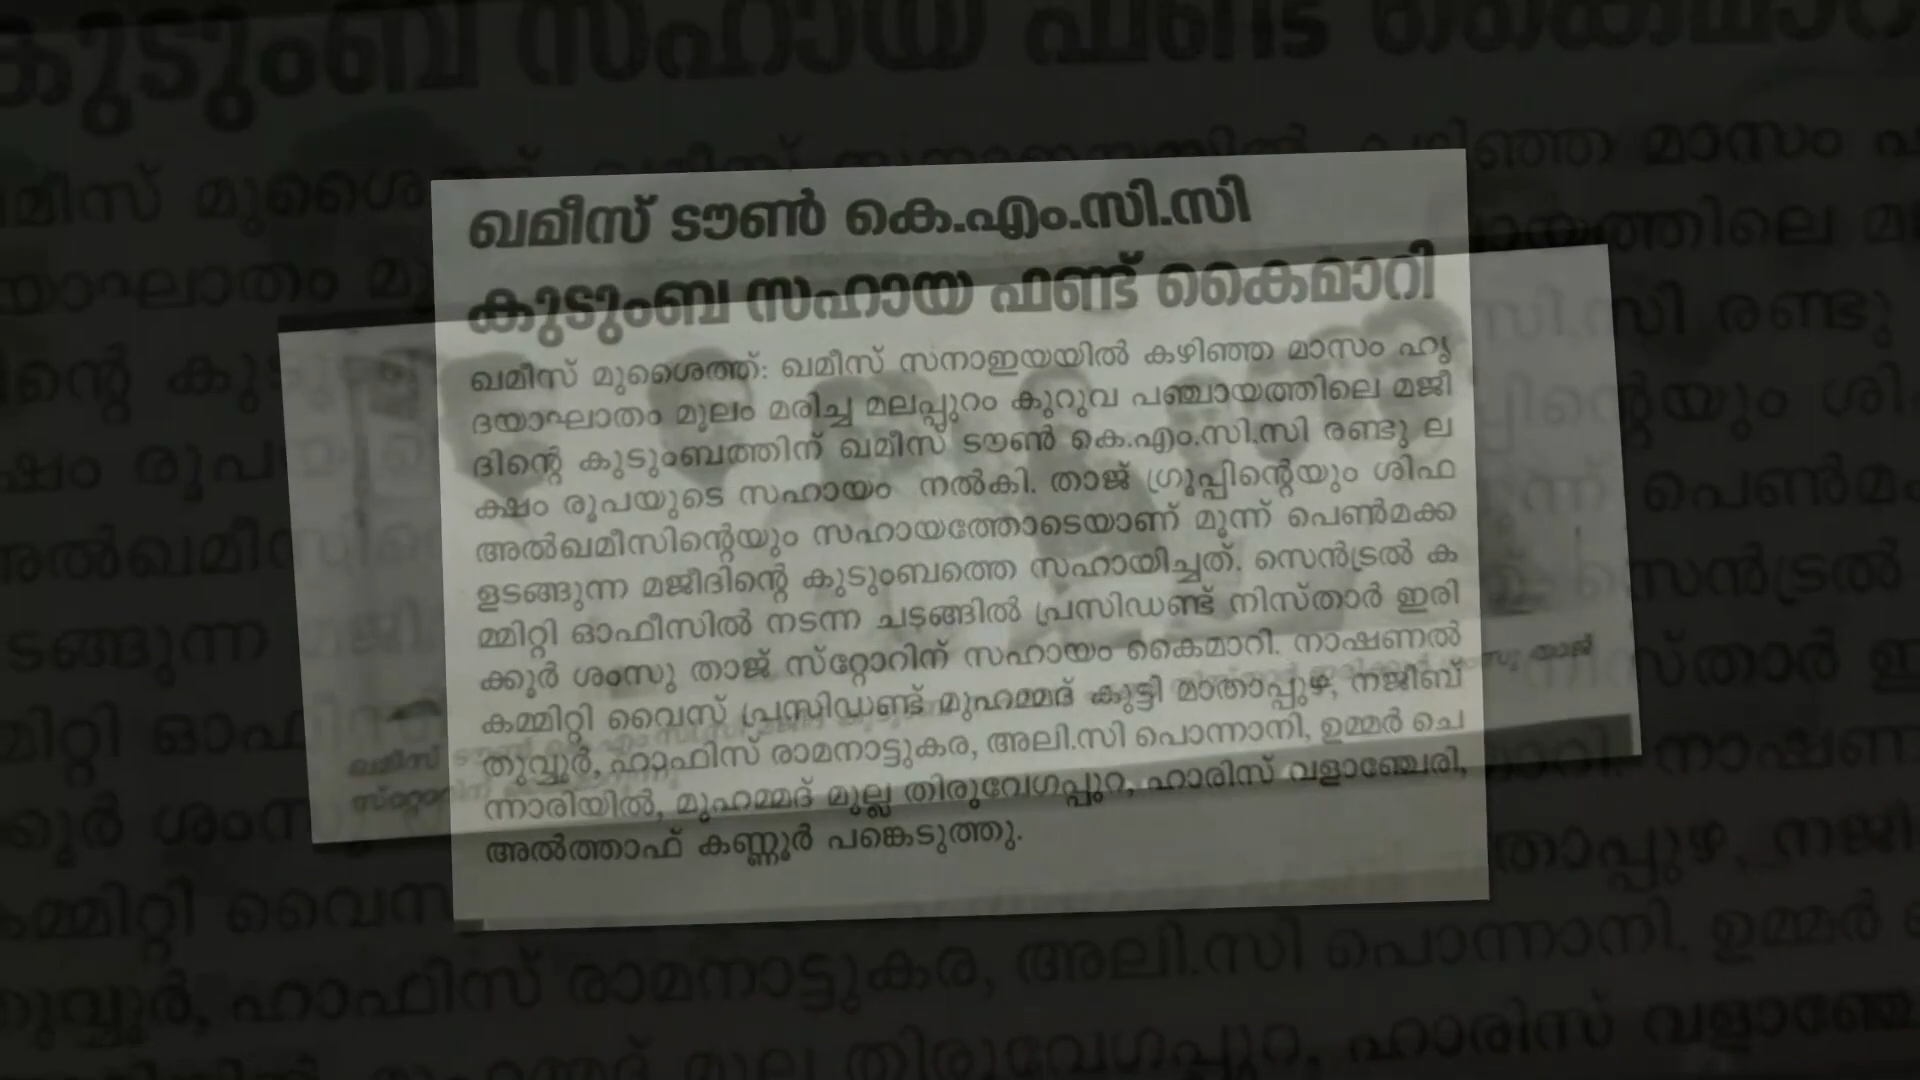 ഖമീസ് ടൗൺ കെ.എം.സി.സി
കുടുംബ സഹായ ഫണ്ട് കൈമാറി
ഖമീസ് മുശൈത്ത്: ഖമീസ് സനാഇയയിൽ കഴിഞ്ഞ മാസം ഹൃ
ദയാഘാതം മൂലം മരിച്ച മലപ്പുറം കുറുവ പഞ്ചായത്തിലെ മജീ
ദിന്റെ കുടുംബത്തിന് ഖമീസ് ടൗൺ കെ.എം.സി.സി രണ്ടു ല
ക്ഷം രൂപയുടെ സഹായം നൽകി. താജ് ഗ്രൂപ്പിന്റെയും ശിഫ
അൽഖമീസിന്റെയും സഹായത്തോടെയാണ് മൂന്ന് പെൺമക്ക
ളടങ്ങുന്ന മജീദിന്റെ കുടുംബത്തെ സഹായിച്ചത്. സെൻട്രൽ ക
മ്മിറ്റി ഓഫീസിൽ നടന്ന ചടങ്ങിൽ പ്രസിഡണ്ട് നിസ്താർ ഇരി
ക്കൂർ ശംസു താജ് സ്റ്റോറിന് സഹായം കൈമാറി. നാഷണൽ
കമ്മിറ്റി വൈസ് പ്രസിഡണ്ട് മുഹമ്മദ് കുട്ടി മാതാപ്പുഴ, നജീബ്
തുവ്വൂർ, ഹാഫിസ് രാമനാട്ടുകര, അലി.സി പൊന്നാനി, ഉമ്മർ ചെ
ന്നാരിയിൽ, മുഹമ്മദ് മുല്ല തിരുവേഗപ്പുറ, ഹാരിസ് വളാഞ്ചേരി,
അൽത്താഫ് കണ്ണൂർ പങ്കെടുത്തു.